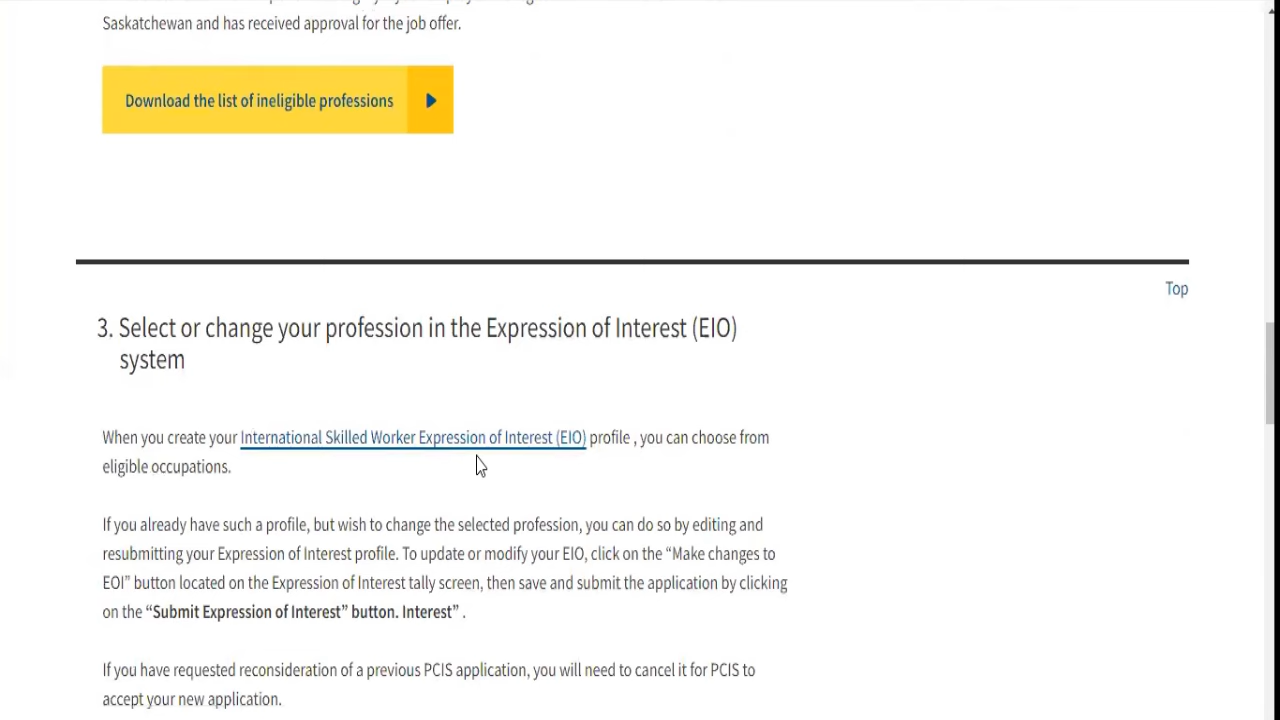 Saskatchewan and has received approval for the job offer.
Download the list of ineligible professions
Top
3. Select or change your profession in the Expression of Interest (EIO)
system
When you create your International Skilled Worker Expression of Interest (EIO) profile , you can choose from
eligible occupations.
If you already have such a profile, but wish to change the selected profession, you can do so by editing and
resubmitting your Expression of Interest profile. To update or modify your EIO, click on the “Make changes to
EOI” button located on the Expression of Interest tally screen, then save and submit the application by clicking
on the “Submit Expression of Interest” button. Interest” .
If you have requested reconsideration of a previous PCIS application, you will need to cancel it for PCIS to
accept your new application.